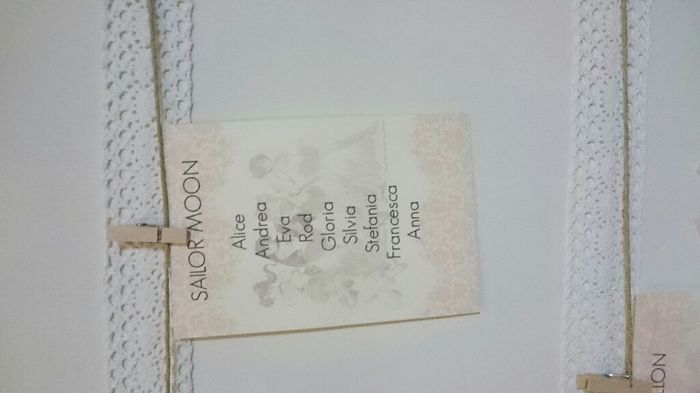 SAILOR MOON
Alice
Andrea
Eva
Rod
Gloria
Silvia
Stefania
Francesca
Anna